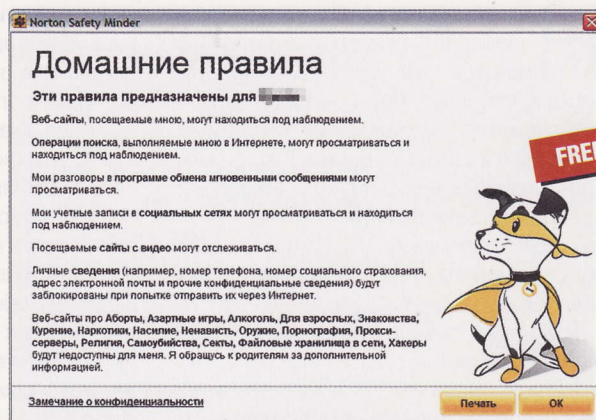 Norton Safety Minder
Домашние правила
Эти правила предназначены для
Веб-сайты, посещаемые мною, могут находиться под наблюдением.
Операции поиска, выполняемые мною в Интернете, могут просматриваться и
находиться под наблюдением.
FREE
Мои разговоры в программе обмена мгновенными сообщениями могут
просматриваться.
Мои учетные записи в социальных сетях могут просматриваться и находиться
под наблюдением.
Посещаемые сайты с видео могут отслеживаться.
Личные сведения (например, номер телефона, номер социального страхования,
адрес электронной почты и прочие конфиденциальные сведения) будут
заблокированы при попытке отправить их через Интернет.
Веб-сайты про Аборты, Азартные игры, Алкоголь, Для взрослых, Знакомства,
Курение, Наркотики, Насилие, Ненависть, Оружие, Порнография, Прокси-
серверы, Религия, Самоубийства, Секты, Файловые хранилища в сети, Хакеры
будут недоступны для меня. Я обращусь к родителям за дополнительной
информацией.
Замечание о конфиденциальности
Печать
ОК